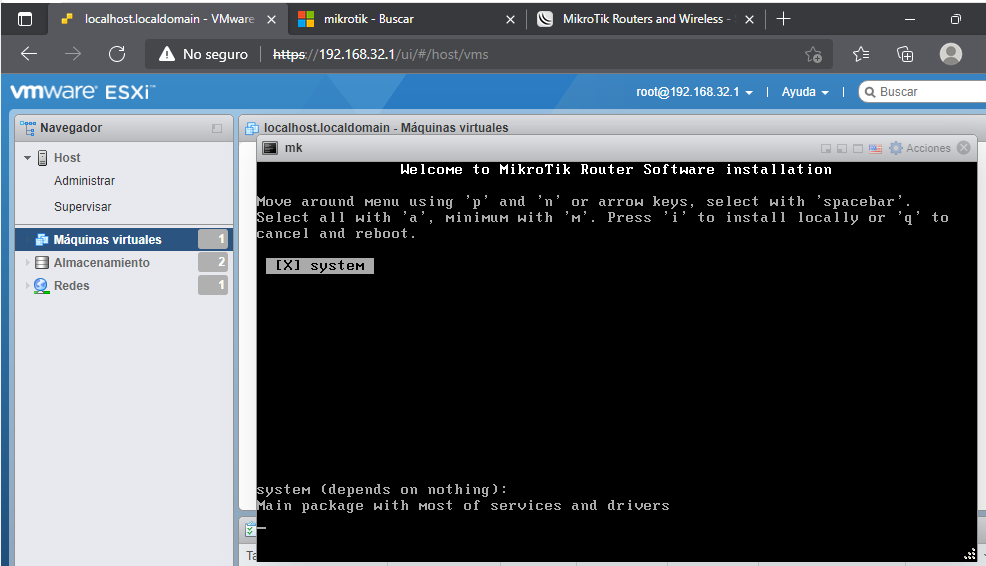 localhost.localdomain - VMware
mikrotik - Buscar
MikroTik Routers and Wireless -
No seguro
https://192.168.32.1/ui/#/host/vms
vmware ESXi™
root@192.168.32.1
Ayuda
Buscar
Navegador
localhost.localdomain - Máquinas virtuales
Host
Administrar
Supervisar
Máquinas virtuales 1
Almacenamiento 2
Redes 1
mk
Acciones
Welcome to MikroTik Router Software installation
Move around menu using 'p' and 'n' or arrow keys, select with 'spacebar'.
Select all with 'a', minimum with 'm'. Press 'i' to install locally or 'q' to
cancel and reboot.
[X] system
system (depends on nothing):
Main package with most of services and drivers
Ta